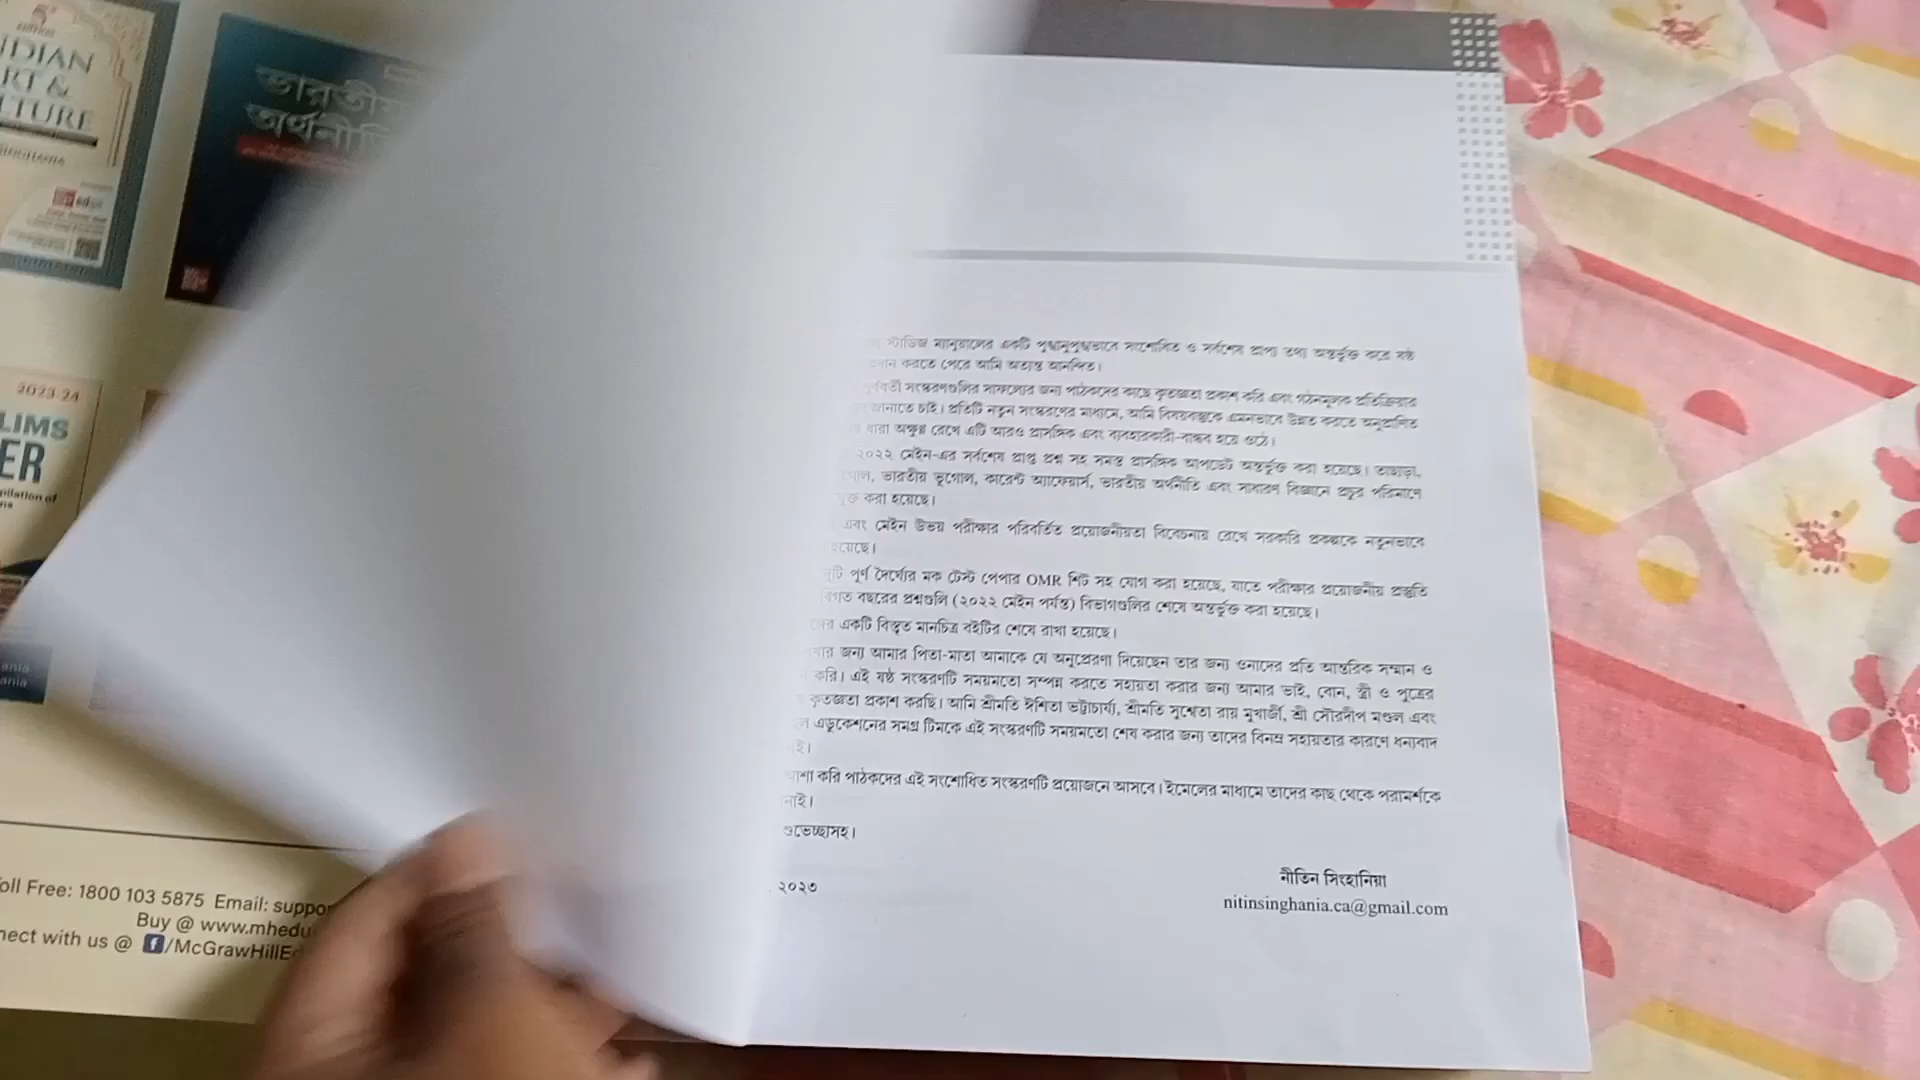 edition
INDIAN
ART &
CULTURE
ভারতীয়
অর্থনীতি
2023-24
LIMS
ER
pilation of
ania
ania
oll Free: 1800 103 5875 Email: suppor
Buy @ www.mhedu
nect with us @ f/McGrawHillE
স্টাডিজ ম্যানুয়ালের একটি পুঙ্খানুপুঙ্খভাবে সংশোধিত ও সর্বশেষ প্রাপ্য তথ্য অন্তর্ভুক্ত করে ষষ্ঠ
করতে পেরে আমি অত্যন্ত আনন্দিত।
পূর্ববর্তী সংস্করণগুলির সাফল্যের জন্য পাঠকদের কাছে কৃতজ্ঞতা প্রকাশ করি এবং গঠনমূলক প্রতিক্রিয়ার
জানাতে চাই। প্রতিটি নতুন সংস্করণের মাধ্যমে, আমি বিষয়বস্তুকে এমনভাবে উন্নত করতে অনুপ্রাণিত
ধারা অক্ষুণ্ণ রেখে এটি আরও প্রাসঙ্গিক এবং ব্যবহারকারী-বান্ধব হয়ে ওঠে।
২০২২ মেইন-এর সর্বশেষ প্রাপ্ত প্রশ্ন সহ সমস্ত প্রাসঙ্গিক আপডেট অন্তর্ভুক্ত করা হয়েছে। তাছাড়া,
গোল, ভারতীয় ভূগোল, কারেন্ট অ্যাফেয়ার্স, ভারতীয় অর্থনীতি এবং সাধারণ বিজ্ঞানে প্রচুর পরিমাণে
করা হয়েছে।
এবং মেইন উভয় পরীক্ষার পরিবর্তিত প্রয়োজনীয়তা বিবেচনায় রেখে সরকারি প্রকল্পকে নতুনভাবে
হয়েছে।
টি পূর্ণ দৈর্ঘ্যের মক টেস্ট পেপার OMR শিট সহ যোগ করা হয়েছে, যাতে পরীক্ষার প্রয়োজনীয় প্রস্তুতি
বিগত বছরের প্রশ্নগুলি (২০২২ মেইন পর্যন্ত) বিভাগগুলির শেষে অন্তর্ভুক্ত করা হয়েছে।
দের একটি বিস্তৃত মানচিত্র বইটির শেষে রাখা হয়েছে।
খার জন্য আমার পিতা-মাতা আমাকে যে অনুপ্রেরণা দিয়েছেন তার জন্য ওনাদের প্রতি আন্তরিক সম্মান ও
করি। এই ষষ্ঠ সংস্করণটি সময়মতো সম্পন্ন করতে সহায়তা করার জন্য আমার ভাই, বোন, স্ত্রী ও পুত্রের
কৃতজ্ঞতা প্রকাশ করছি। আমি শ্রীমতি ঈশিতা ভট্টাচার্য্য, শ্রীমতি সুশ্বেতা রায় মুখার্জী, শ্রী সৌরদীপ মণ্ডল এবং
ল এডুকেশনের সমগ্র টিমকে এই সংস্করণটি সময়মতো শেষ করার জন্য তাদের বিনম্র সহায়তার কারণে ধন্যবাদ
ই।
আশা করি পাঠকদের এই সংশোধিত সংস্করণটি প্রয়োজনে আসবে। ইমেলের মাধ্যমে তাদের কাছ থেকে পরামর্শকে
নাই।
শুভেচ্ছাসহ।
২০২৩
নীতিন সিংহানিয়া
nitinsinghania.ca@gmail.com